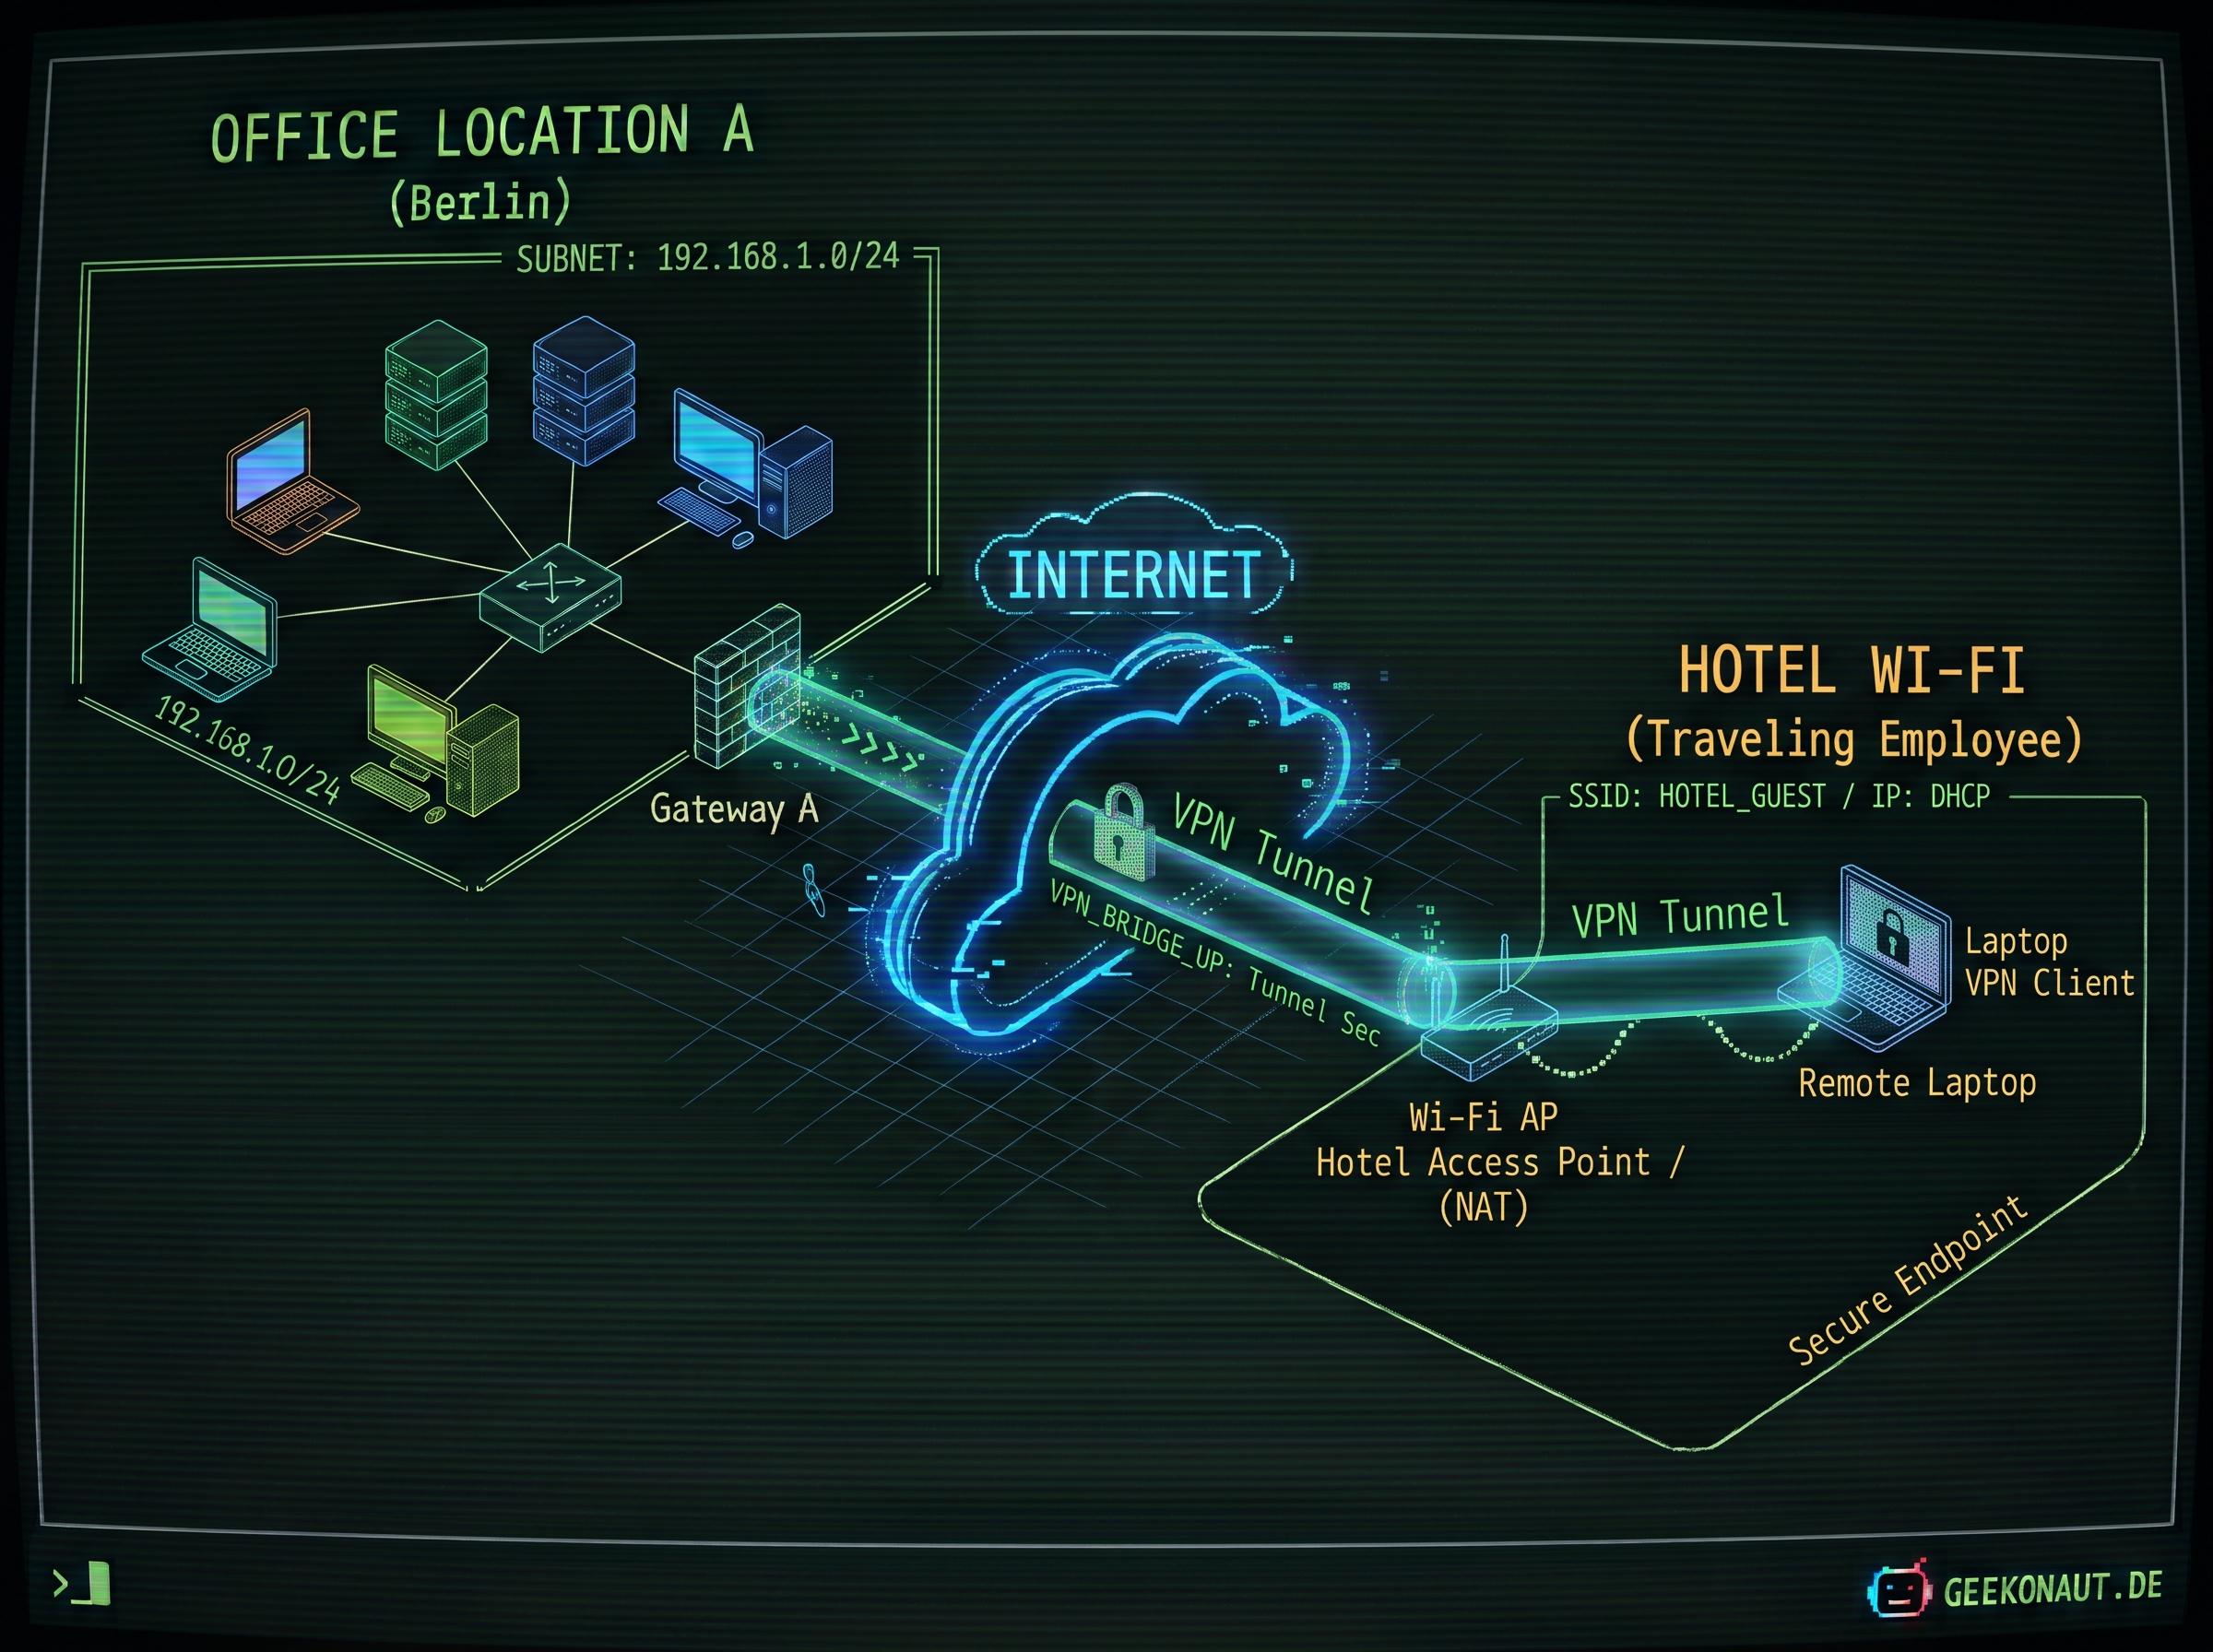 OFFICE LOCATION A
(Berlin)
SUBNET: 192.168.1.0/24
192.168.1.0/24
Gateway A
INTERNET
VPN Tunnel
VPN_BRIDGE_UP: Tunnel Sec
HOTEL WI-FI
(Traveling Employee)
SSID: HOTEL_GUEST / IP: DHCP
VPN Tunnel
Laptop
VPN Client
Remote Laptop
Wi-Fi AP
Hotel Access Point /
(NAT)
Secure Endpoint
>_
GEEKONAUT.DE